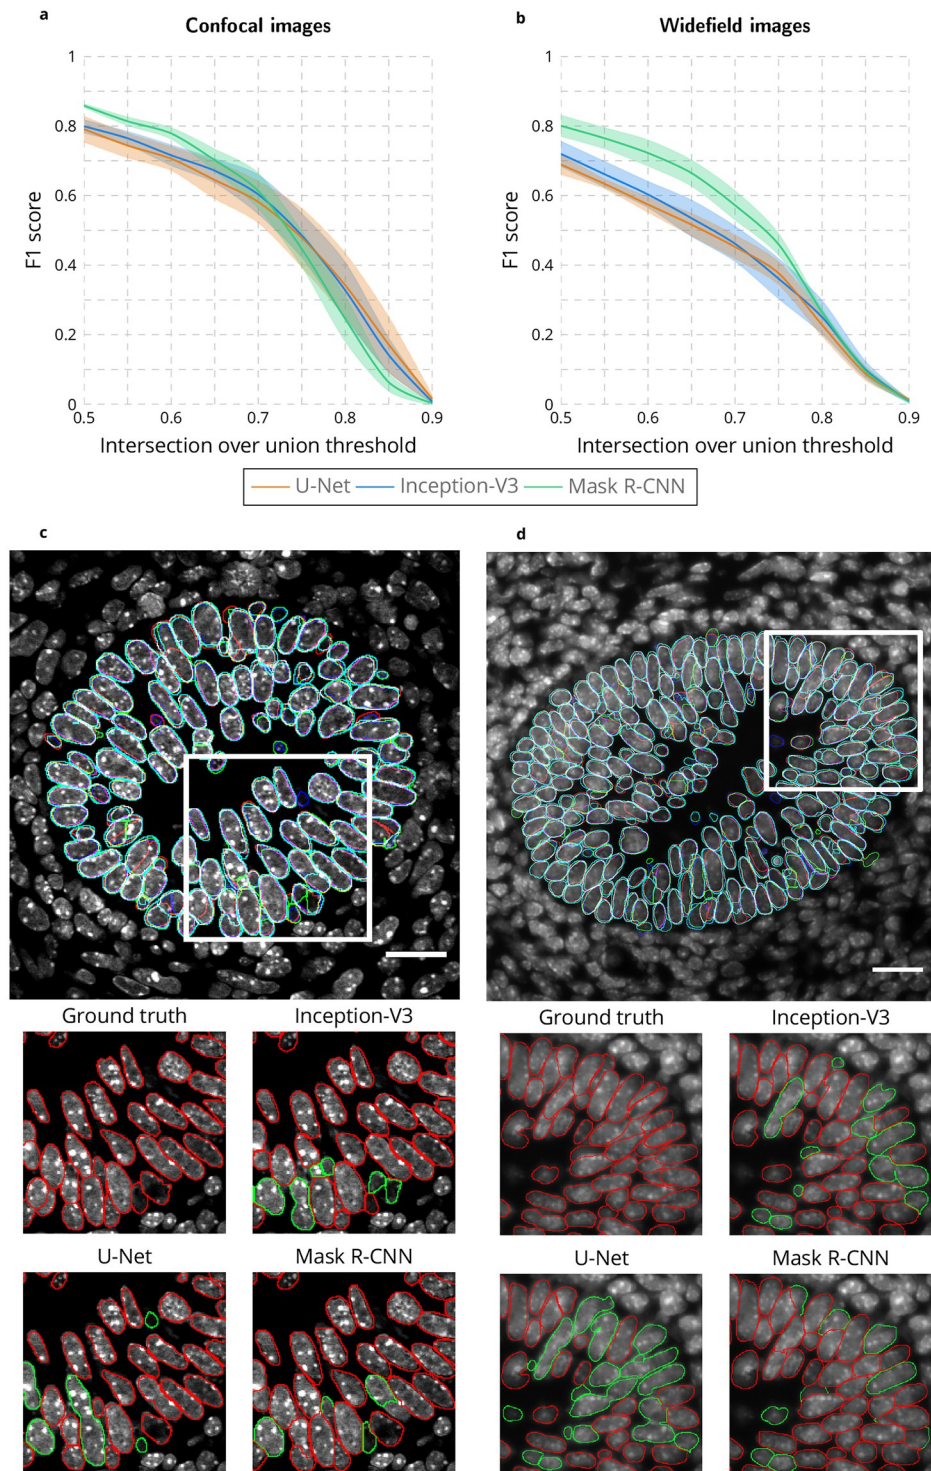 a
Confocal images
b
Widefield images
1
0.8
0.6
0.4
0.2
0
F1 score
0.5 0.6 0.7 0.8 0.9
Intersection over union threshold
1
0.8
0.6
0.4
0.2
0
F1 score
0.5 0.6 0.7 0.8 0.9
Intersection over union threshold
U-Net Inception-V3 Mask R-CNN
c
d
Ground truth Inception-V3
U-Net Mask R-CNN
Ground truth Inception-V3
U-Net Mask R-CNN